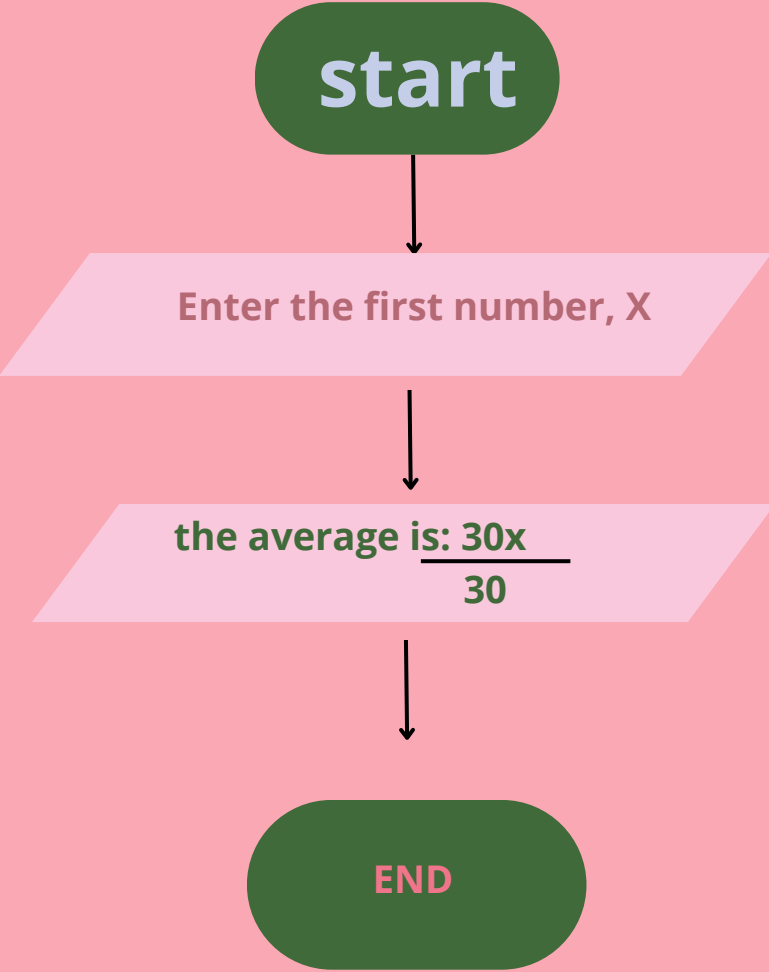 start
Enter the first number, X
the average is: 30x
30
END